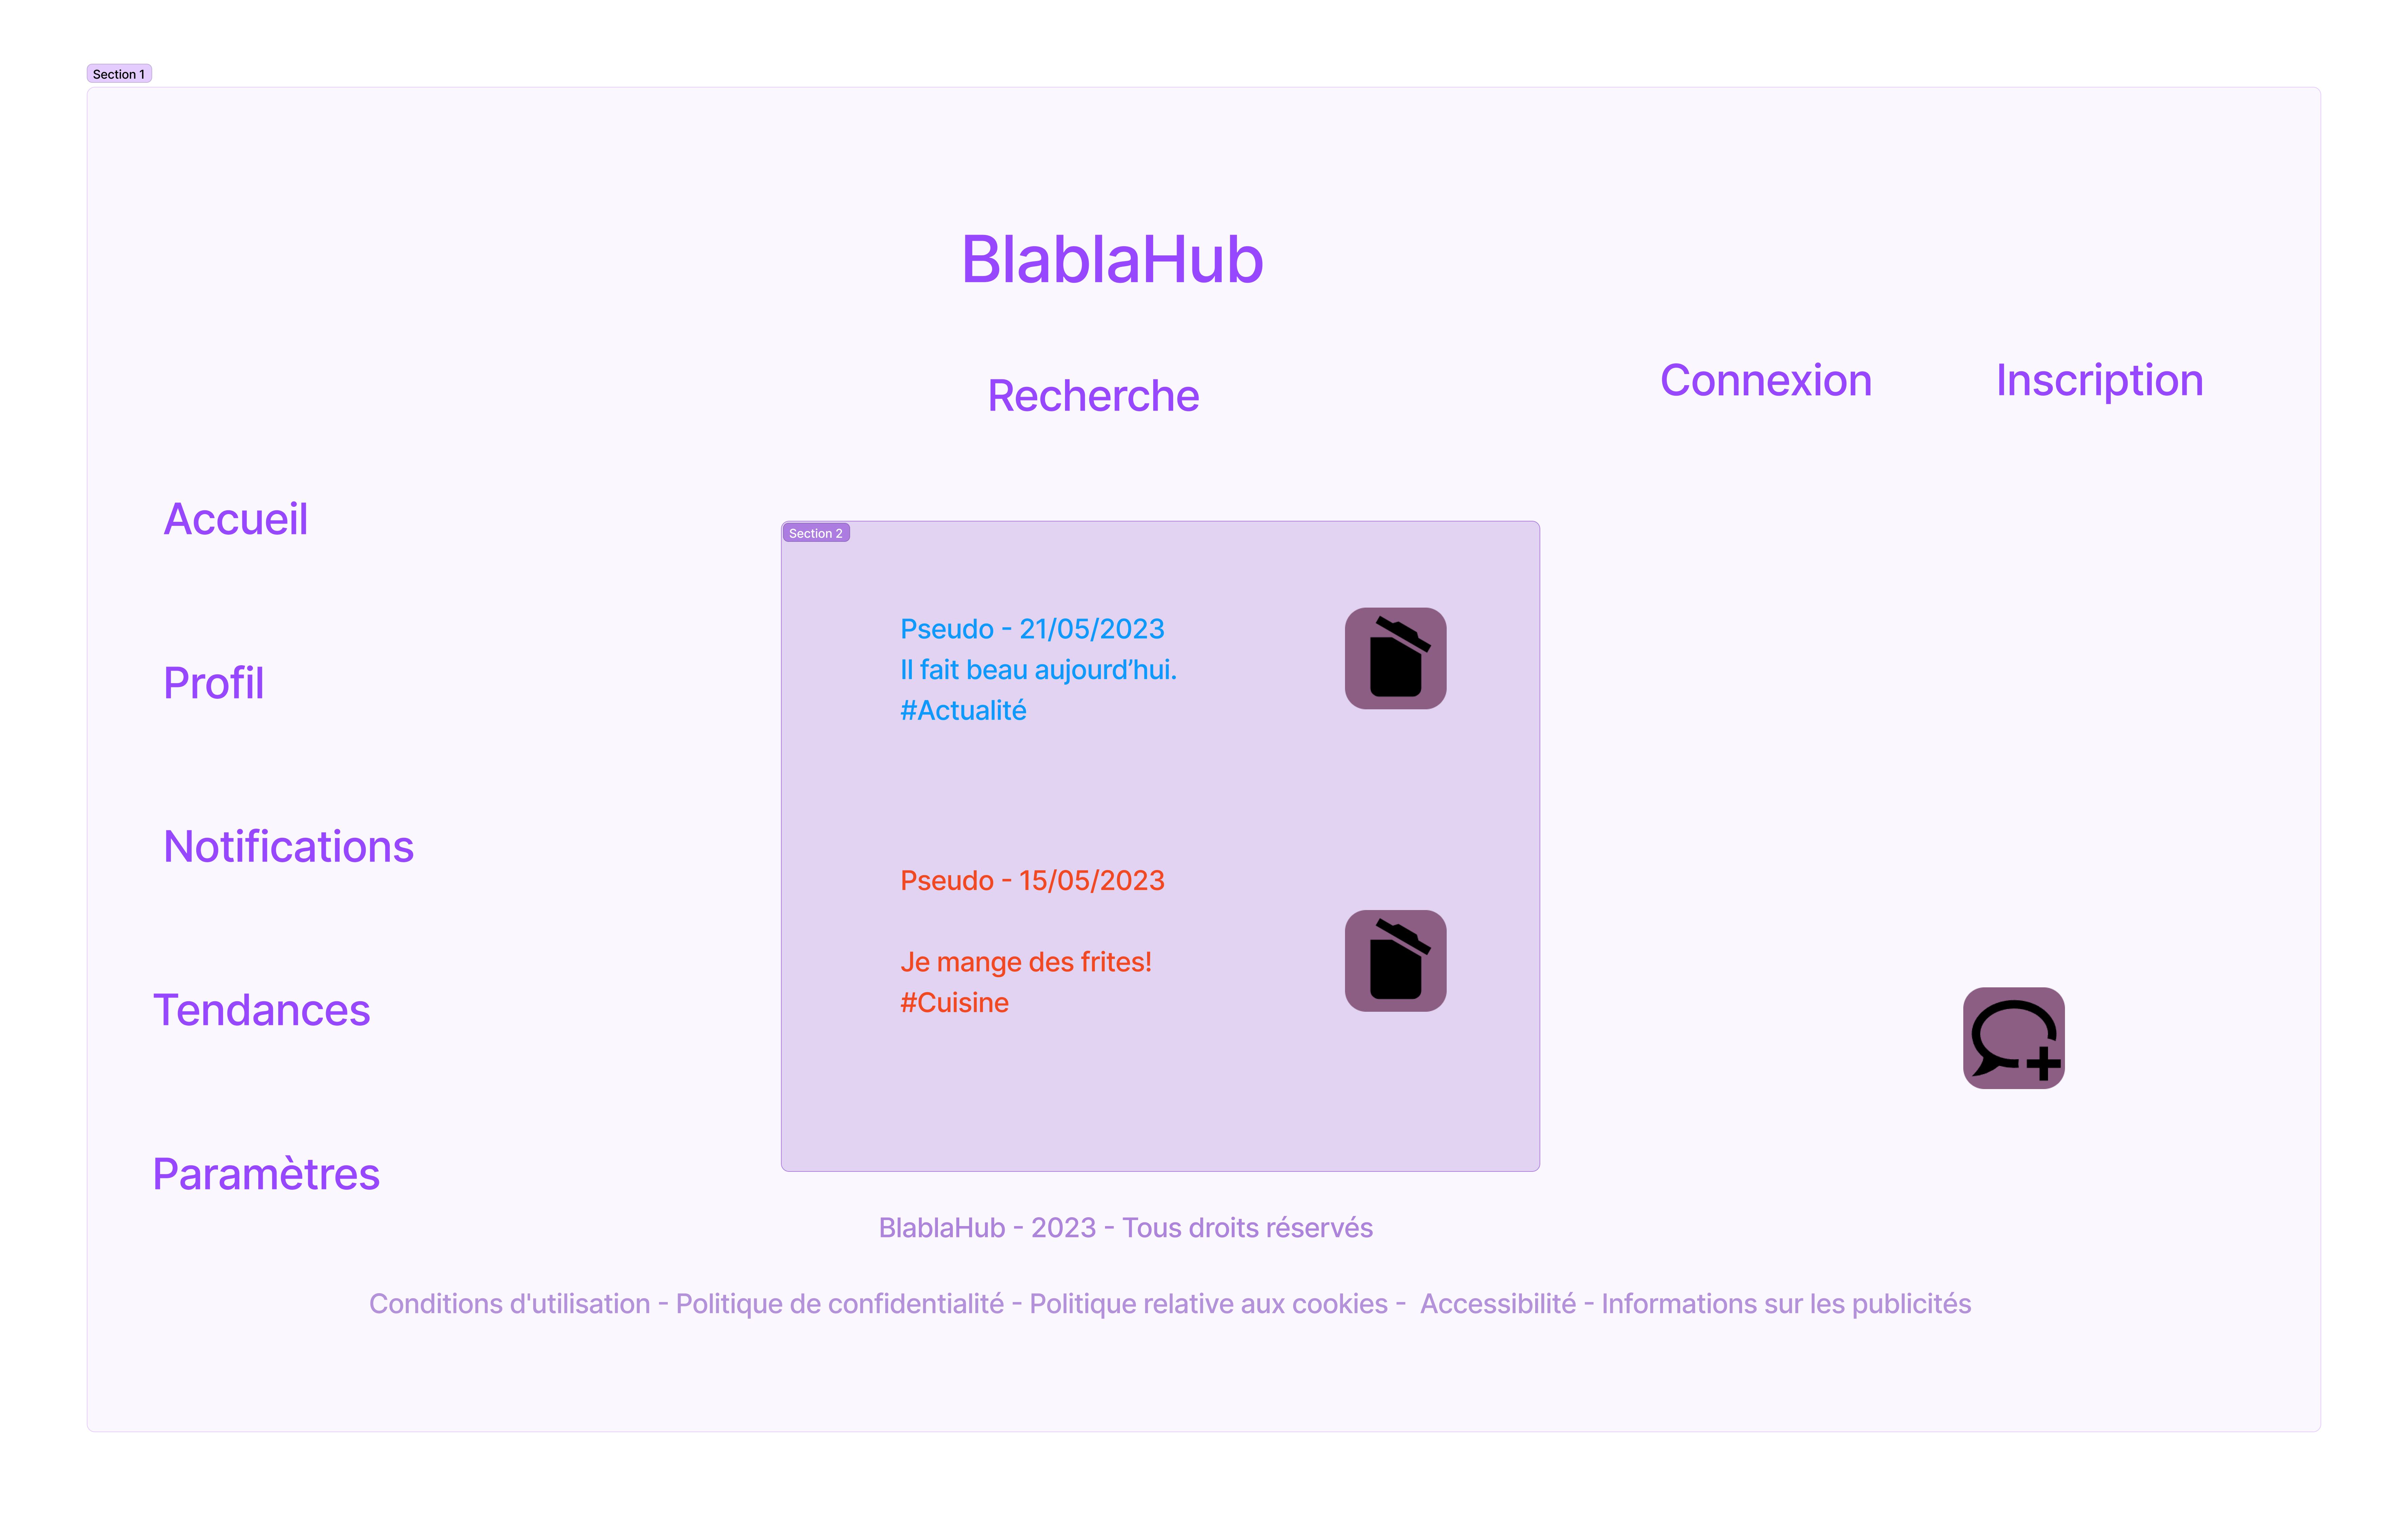 Section 1
BlablaHub
Recherche
Connexion
Inscription
Accueil
Profil
Notifications
Tendances
Paramètres
Section 2
Pseudo - 21/05/2023
Il fait beau aujourd’hui.
#Actualité
Pseudo - 15/05/2023
Je mange des frites!
#Cuisine
BlablaHub - 2023 - Tous droits réservés
Conditions d'utilisation - Politique de confidentialité - Politique relative aux cookies -  Accessibilité - Informations sur les publicités